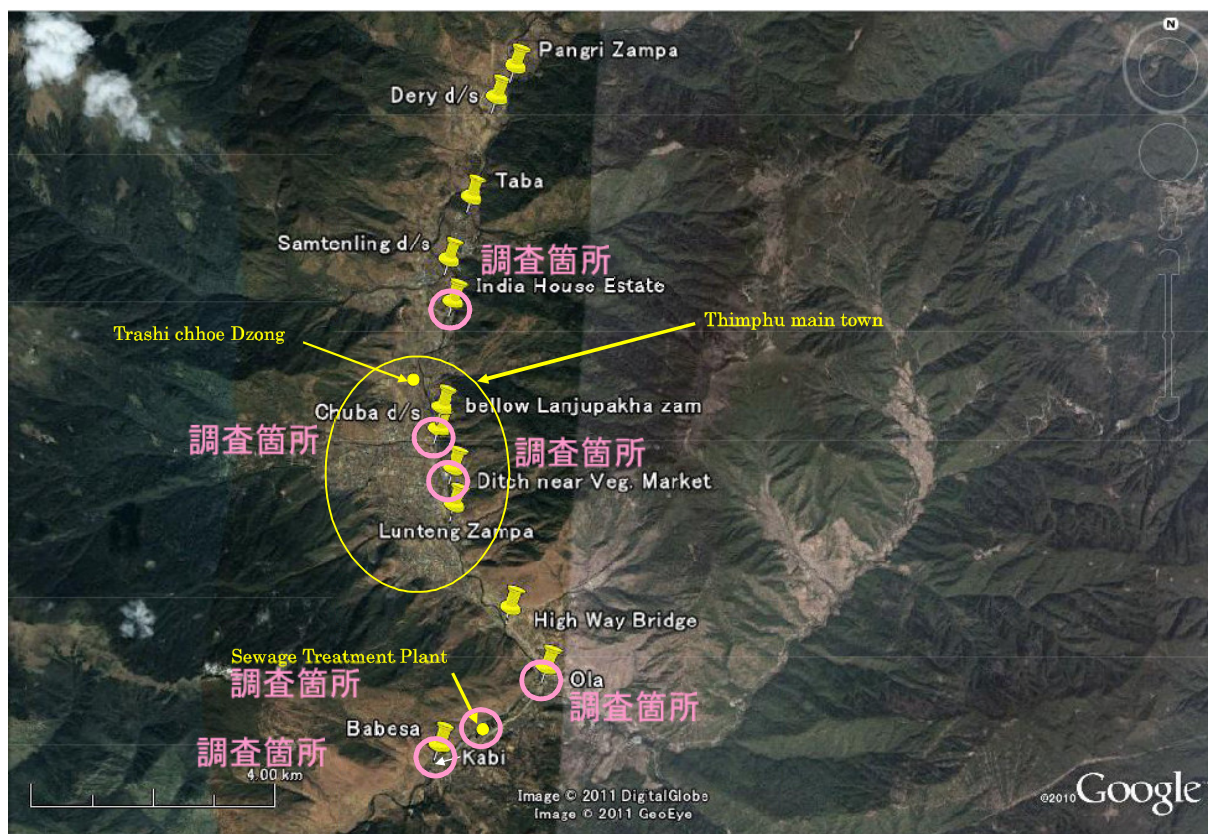 N
Pangri Zampa
Dery d/s
Taba
Samtenling d/s
調査箇所
India House Estate
Trashi chhoe Dzong
Thimphu main town
bellow Lanjupakha zam
Chuba d/s
調査箇所
調査箇所
Ditch near Veg. Market
Lunteng Zampa
High Way Bridge
Sewage Treatment Plant
調査箇所
Ola
調査箇所
Babesa
調査箇所
Kabi
4.00 km
Image © 2011 DigitalGlobe
Image © 2011 GeoEye
©2010 Google